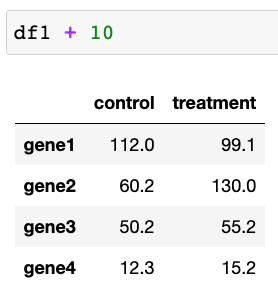 df1 + 10
control treatment
gene1 112.0 99.1
gene2 60.2 130.0
gene3 50.2 55.2
gene4 12.3 15.2